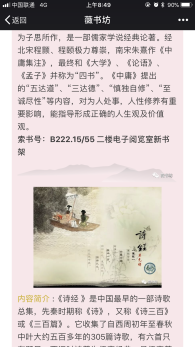 中国联通 4G 上午8:49
返回 薇书坊
为子思所作，是一部儒家学说经典论著。经
北宋程颢、程颐极力尊崇，南宋朱熹作《中
庸集注》，最终和《大学》、《论语》、
《孟子》并称为"四书"。《中庸》提出
的"五达道"、"三达德"、"慎独自修"、"至
诚尽性"等内容，对为人处事，人性修养有重
要影响，能指导形成正确的人生观及价值
观。
索书号：B222.15/55 二楼电子阅览室新书
架
诗经
内容简介：《诗经 》是中国最早的一部诗歌
总集，先秦时期称《诗》，又称《诗三百》
或《三百篇》。它收集了自西周初年至春秋
中叶大约五百多年的305篇诗歌，有六篇只